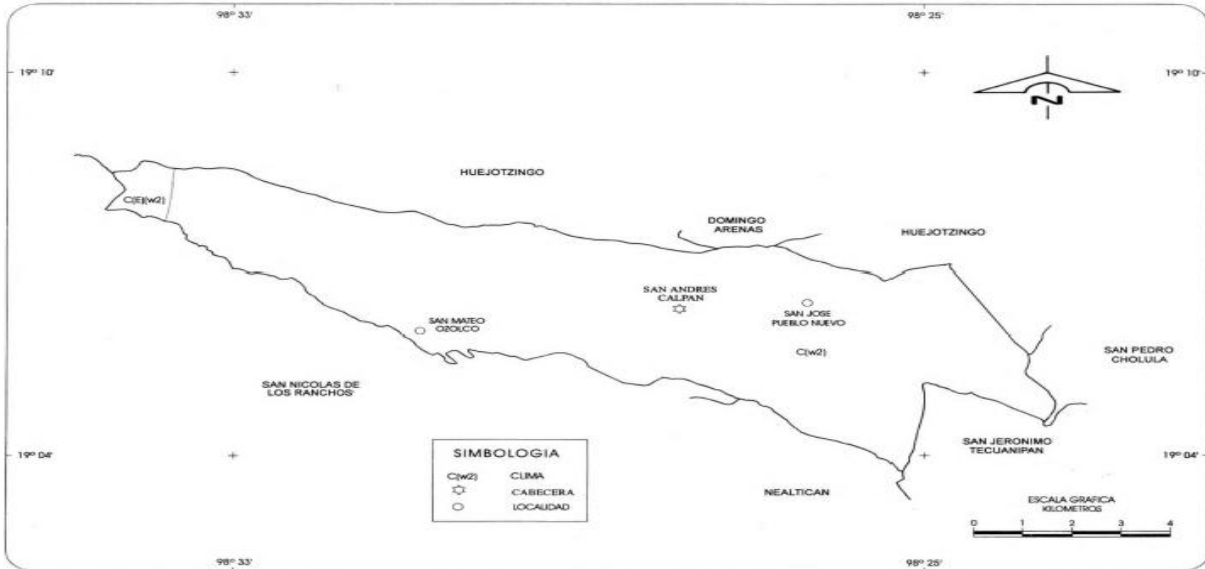 98° 33'
98° 25'
19° 10'
19° 10'
N
HUEJOTZINGO
C(E)(w2)
DOMINGO
ARENAS
HUEJOTZINGO
SAN ANDRES
CALPAN
SAN MATEO
OZOLCO
SAN JOSE
PUEBLO NUEVO
C(w2)
SAN PEDRO
CHOLULA
SAN NICOLAS DE
LOS RANCHOS
SAN JERONIMO
TECUANIPAN
SIMBOLOGIA
C(w2) CLIMA
CABECERA
LOCALIDAD
19° 04'
19° 04'
NEALTICAN
ESCALA GRAFICA
KILOMETROS
0 1 2 3 4
98° 33'
98° 25'